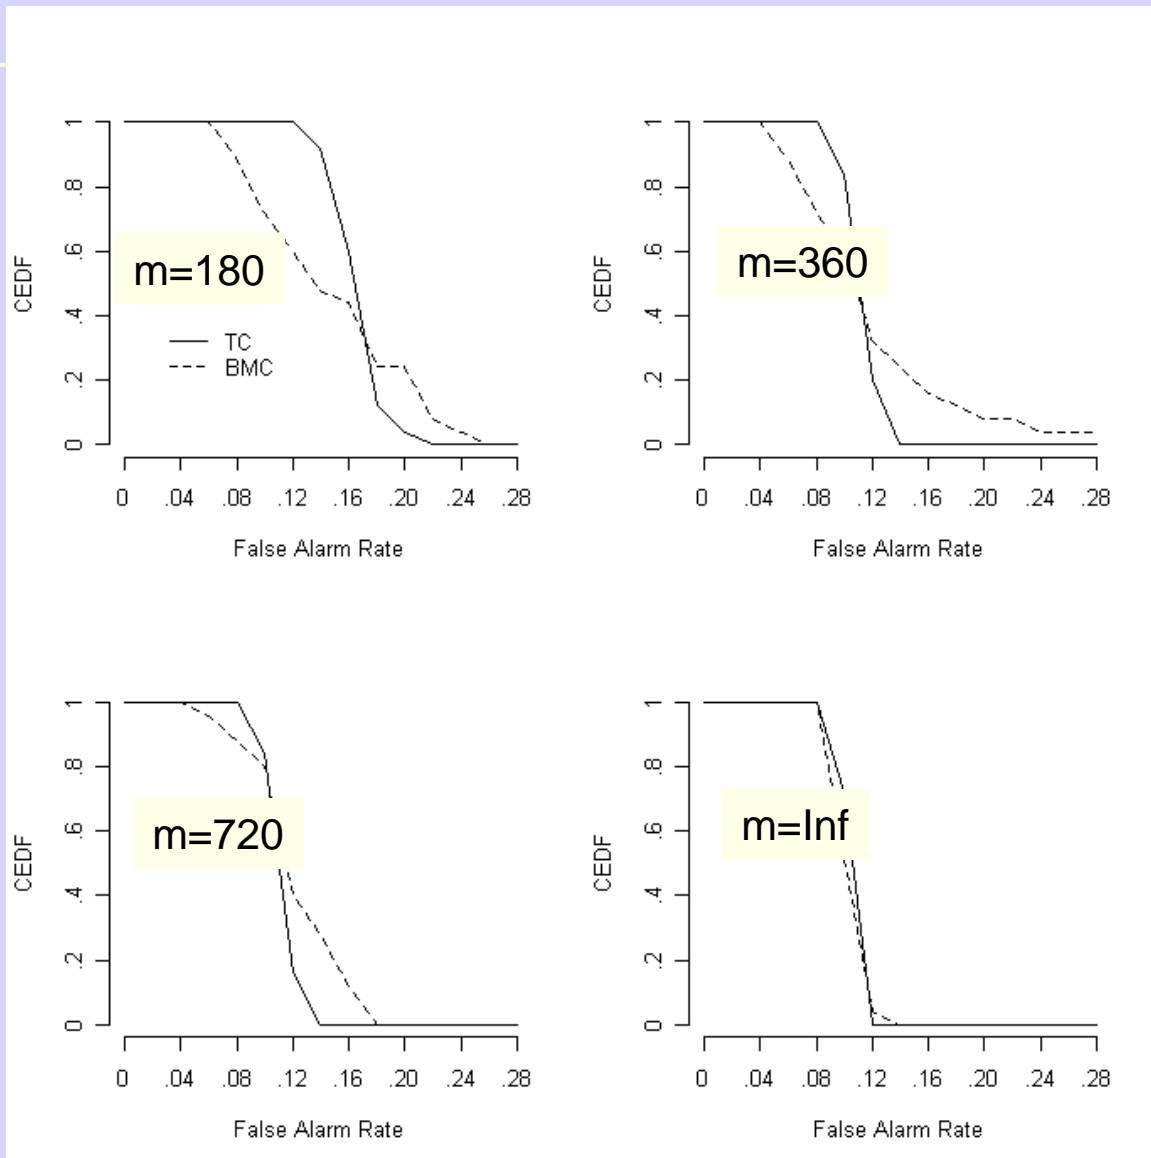 1
.8
.6
.4
.2
0
CEDF
m=180
TC
BMC
0 .04 .08 .12 .16 .20 .24 .28
False Alarm Rate
1
.8
.6
.4
.2
0
CEDF
m=360
0 .04 .08 .12 .16 .20 .24 .28
False Alarm Rate
1
.8
.6
.4
.2
0
CEDF
m=720
0 .04 .08 .12 .16 .20 .24 .28
False Alarm Rate
1
.8
.6
.4
.2
0
CEDF
m=Inf
0 .04 .08 .12 .16 .20 .24 .28
False Alarm Rate